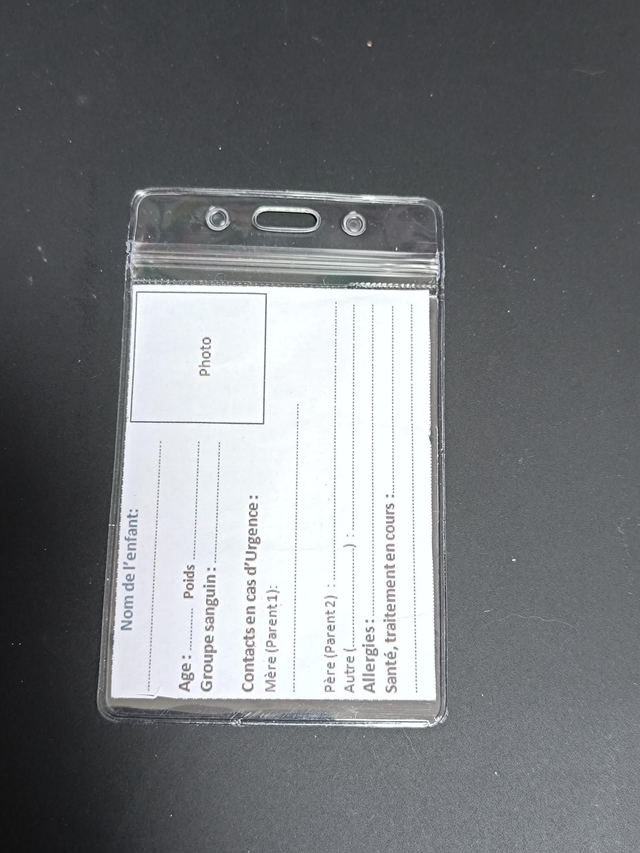 Photo
Nom de l'enfant:
..............................................
Age : ........... Poids ..............................
Groupe sanguin : ..............................
Contacts en cas d'Urgence :
Mère (Parent 1):
..............................................................
Père (Parent 2) : ..............................................................
Autre (......................) : ..................................................
Allergies : ......................................................................
Santé, traitement en cours :..............................................
................................................................................